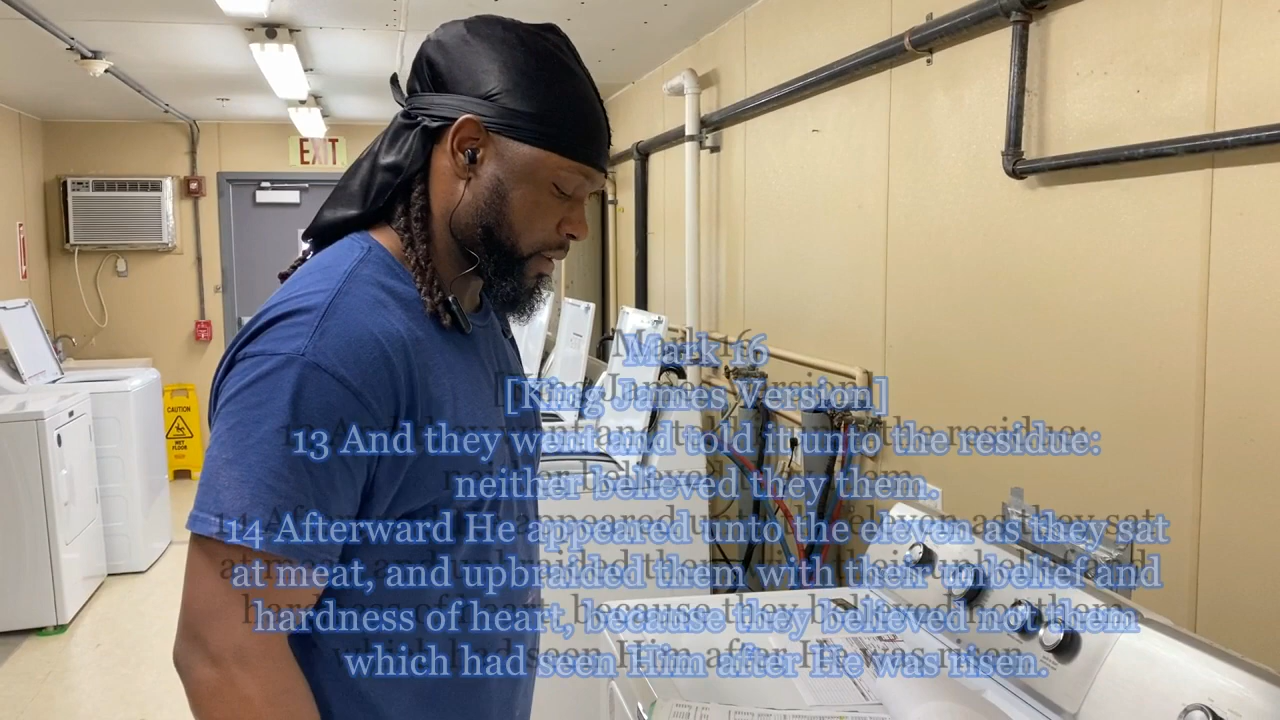 EXIT
CAUTION
WET
FLOOR
Mark 16
[King James Version]
13 And they went and told it unto the residue:
neither believed they them.
14 Afterward He appeared unto the eleven as they sat
at meat, and upbraided them with their unbelief and
hardness of heart, because they believed not them
which had seen Him after He was risen.